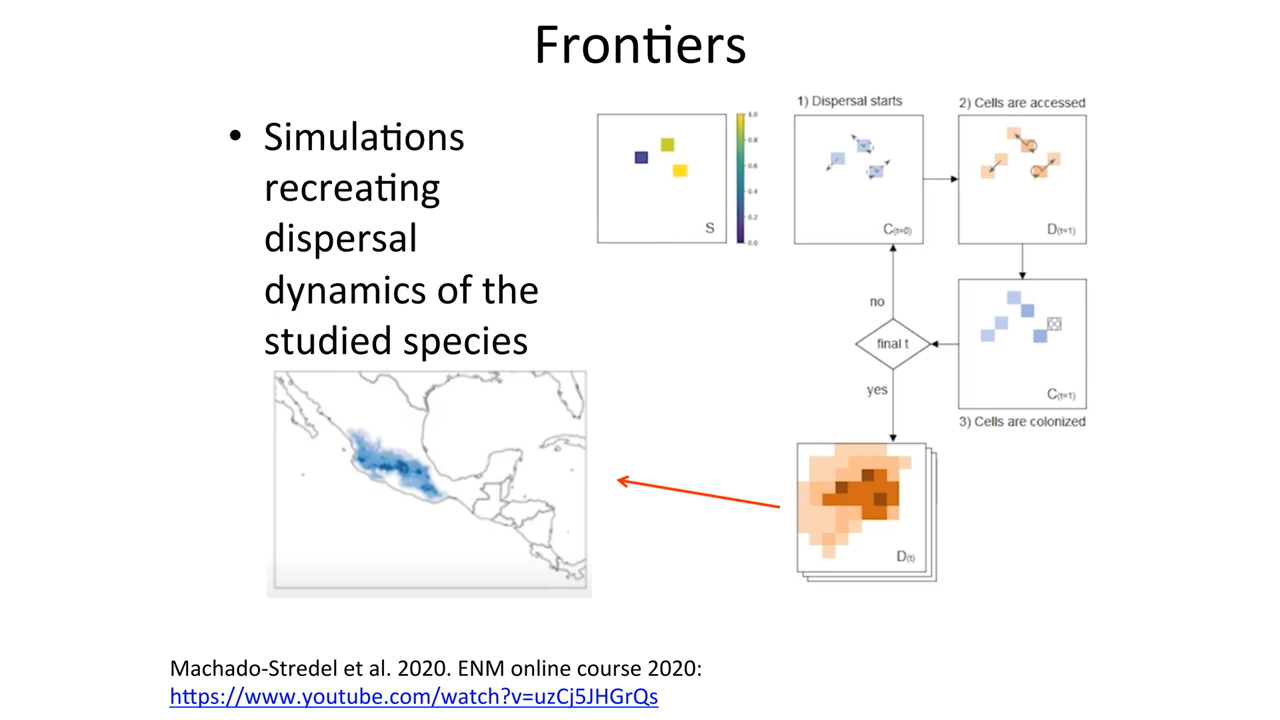 Frontiers
• Simulations
recreating
dispersal
dynamics of the
studied species
S
1.0
0.8
0.6
0.4
0.2
0.0
1) Dispersal starts
C(t=0)
2) Cells are accessed
D(t=1)
no
final t
yes
C(t=1)
3) Cells are colonized
D(t)
Machado-Stredel et al. 2020. ENM online course 2020:
https://www.youtube.com/watch?v=uzCj5JHGrQs